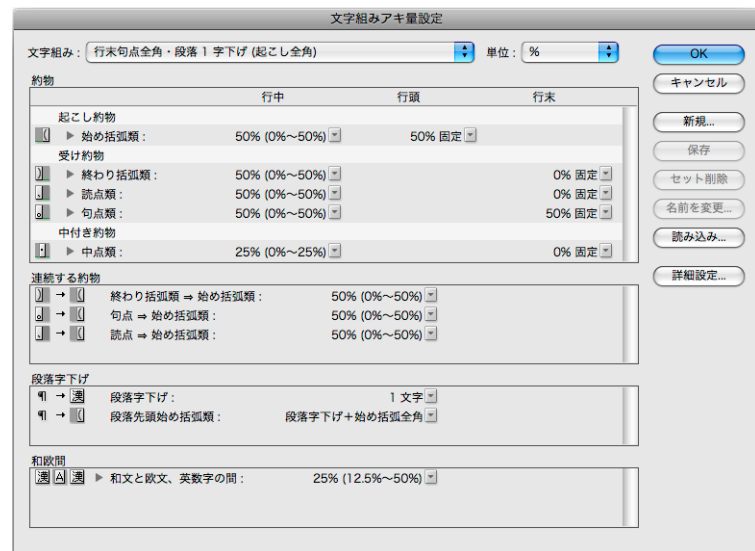 文字組みアキ量設定
文字組み : 行末句点全角・段落 1 字下げ (起こし全角) 単位 : %
OK
キャンセル
新規...
保存
セット削除
名前を変更...
読み込み...
詳細設定...
約物
行中 行頭 行末
起こし約物
始め括弧類 : 50% (0%〜50%) 50% 固定
受け約物
終わり括弧類 : 50% (0%〜50%) 0% 固定
読点類 : 50% (0%〜50%) 0% 固定
句点類 : 50% (0%〜50%) 50% 固定
中付き約物
中点類 : 25% (0%〜25%) 0% 固定
連続する約物
) → ( 終わり括弧類 ⇒ 始め括弧類 : 50% (0%〜50%)
。 → ( 句点 ⇒ 始め括弧類 : 50% (0%〜50%)
、 → ( 読点 ⇒ 始め括弧類 : 50% (0%〜50%)
段落字下げ
¶ → 漢 段落字下げ : 1 文字
¶ → ( 段落先頭始め括弧類 : 段落字下げ+始め括弧全角
和欧間
漢 A 漢 和文と欧文、英数字の間 : 25% (12.5%〜50%)